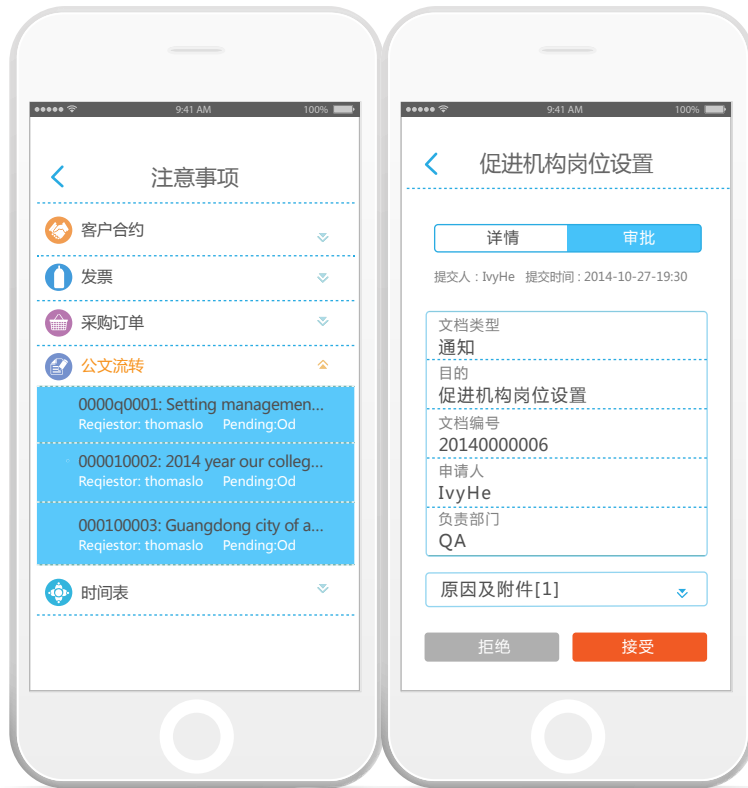 9:41 AM
100%
注意事项
客户合约
发票
采购订单
公文流转
0000q0001: Setting managemen...
Reqiestor: thomaslo Pending:Od
000010002: 2014 year our colleg...
Reqiestor: thomaslo Pending:Od
000100003: Guangdong city of a...
Reqiestor: thomaslo Pending:Od
时间表
9:41 AM
100%
促进机构岗位设置
详情
审批
提交人 : IvyHe 提交时间 : 2014-10-27-19:30
文档类型
通知
目的
促进机构岗位设置
文档编号
20140000006
申请人
IvyHe
负责部门
QA
原因及附件[1]
拒绝
接受